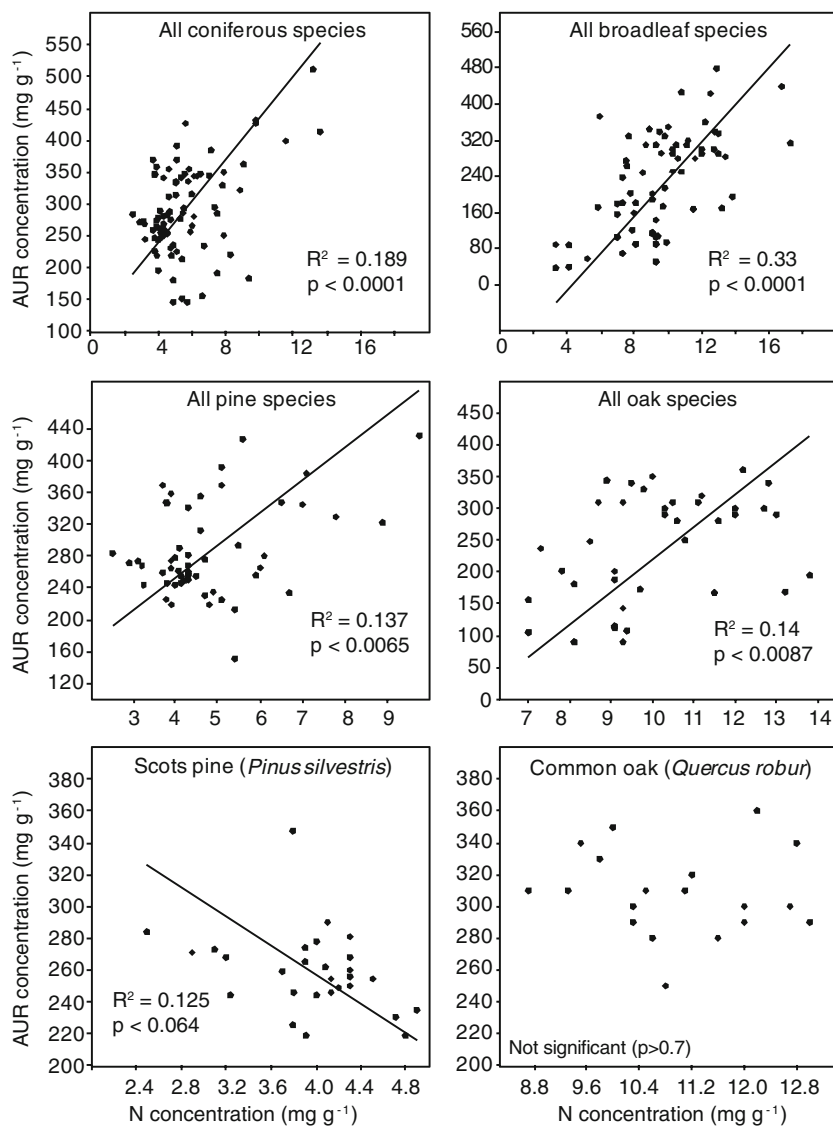 All coniferous species
AUR concentration (mg g⁻¹)
550
500
450
400
350
300
250
200
150
100
R² = 0.189
p < 0.0001
0 4 8 12 16
All broadleaf species
560
480
400
320
240
160
80
0
R² = 0.33
p < 0.0001
0 4 8 12 16
All pine species
AUR concentration (mg g⁻¹)
440
400
360
320
280
240
200
160
120
R² = 0.137
p < 0.0065
3 4 5 6 7 8 9
All oak species
450
400
350
300
250
200
150
100
50
0
R² = 0.14
p < 0.0087
7 8 9 10 11 12 13 14
Scots pine (Pinus silvestris)
AUR concentration (mg g⁻¹)
380
360
340
320
300
280
260
240
220
200
R² = 0.125
p < 0.064
2.4 2.8 3.2 3.6 4.0 4.4 4.8
N concentration (mg g⁻¹)
Common oak (Quercus robur)
380
360
340
320
300
280
260
240
220
200
Not significant (p>0.7)
8.8 9.6 10.4 11.2 12.0 12.8
N concentration (mg g⁻¹)